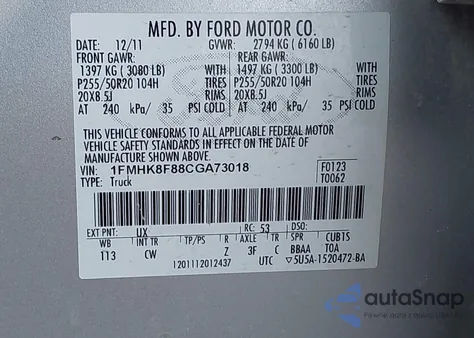 MFD. BY FORD MOTOR CO.
DATE: 12/11 GVWR: 2794 KG ( 6160 LB)
FRONT GAWR: REAR GAWR:
1397 KG ( 3080 LB) WITH 1497 KG ( 3300 LB) WITH
P255/50R20 104H TIRES P255/50R20 104H TIRES
20X8.5J RIMS 20X8.5J RIMS
AT 240 kPa/ 35 PSI COLD AT 240 kPa/ 35 PSI COLD
THIS VEHICLE CONFORMS TO ALL APPLICABLE FEDERAL MOTOR
VEHICLE SAFETY STANDARDS IN EFFECT ON THE DATE OF
MANUFACTURE SHOWN ABOVE.
VIN: 1FMHK8F88CGA73018 F0123
TYPE: Truck T0062
EXT PNT: UX RC: 53 DSO:
WB INT TR TP/PS R AXLE TR SPR CUBTS
113 CW Z 3F C BBAA TOA
1201112012437 UTC ▽5U5A-1520472-BA
autoSnap